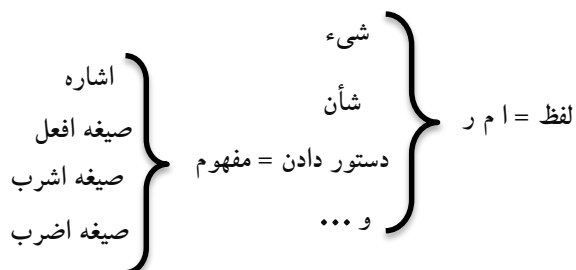 لفظ = ا م ر
شیء
شأن
دستور دادن = مفهوم
و ...
اشاره
صیغه افعل
صیغه اشرب
صیغه اضرب